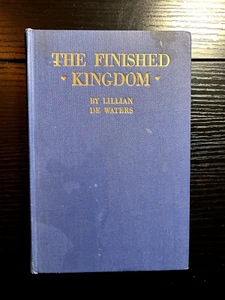 THE FINISHED
KINGDOM
BY LILLIAN
DE WATERS